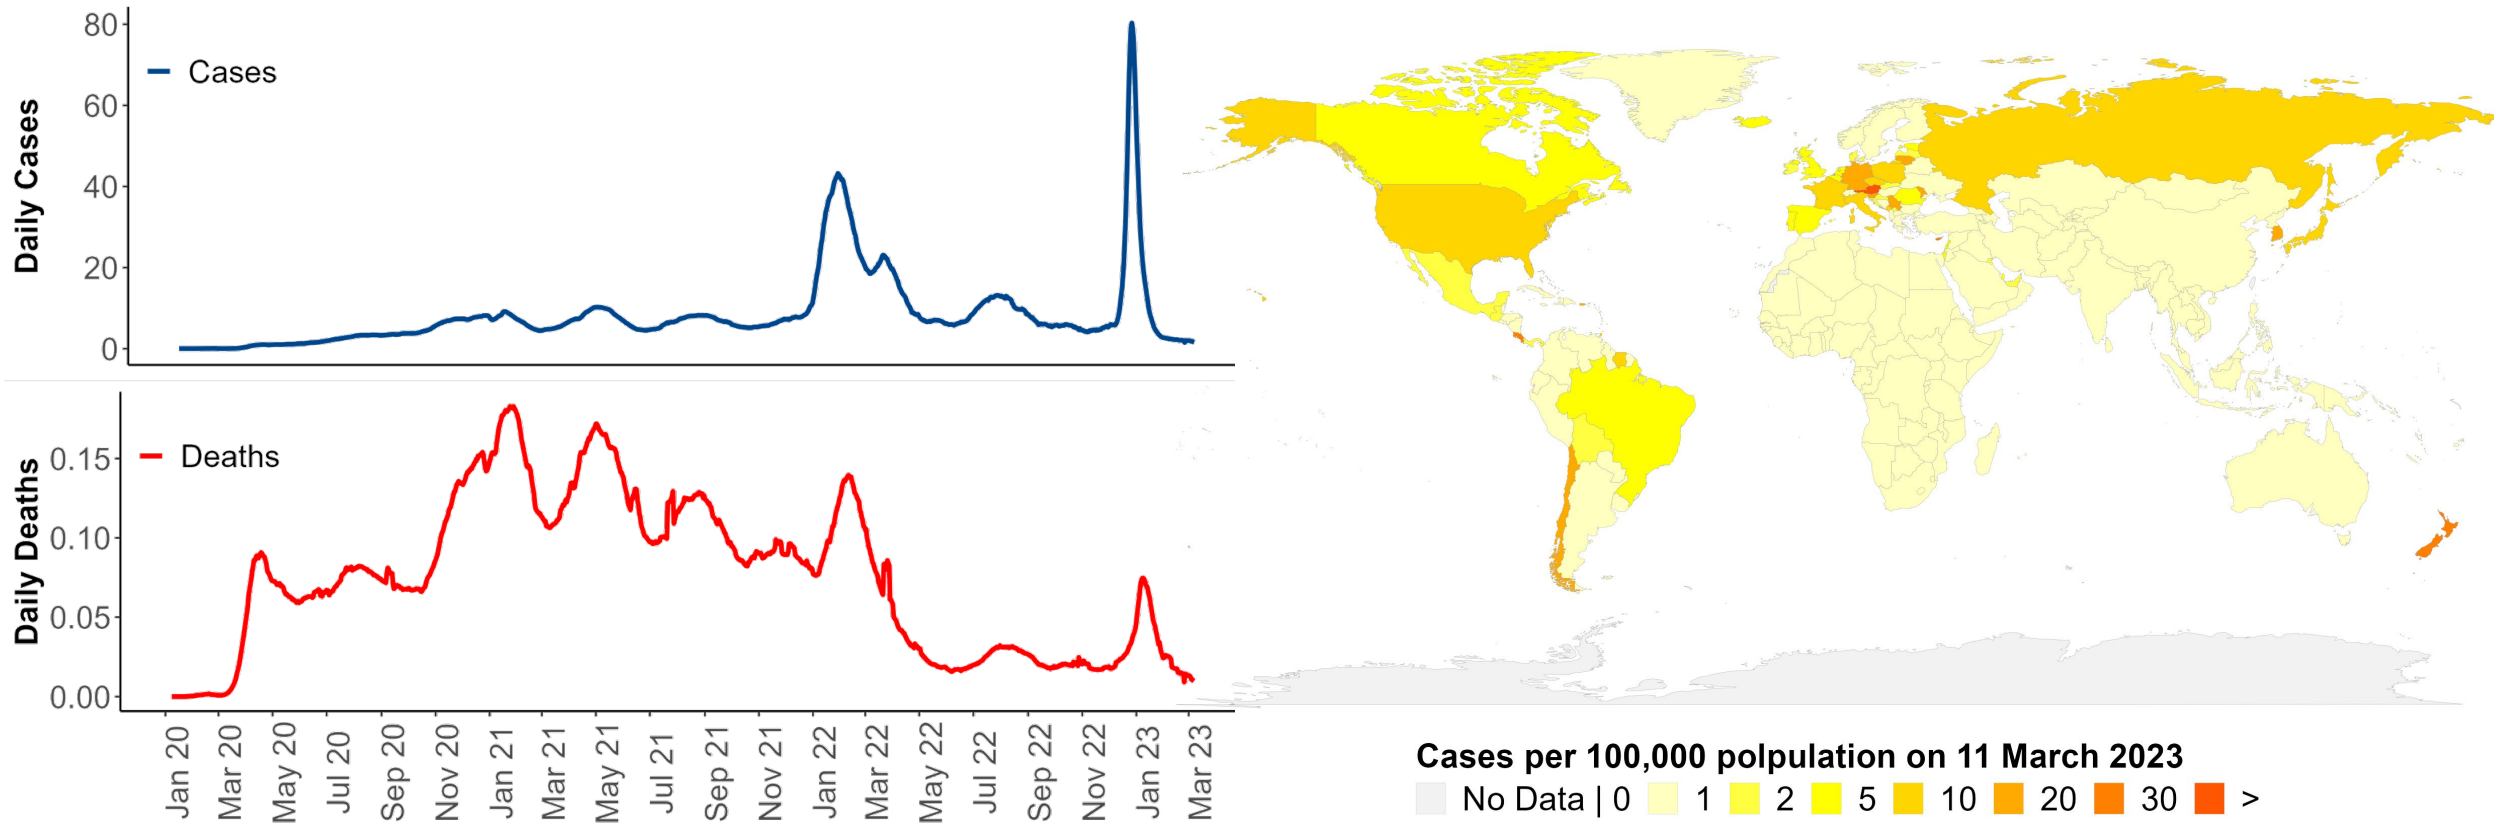 80
60
40
20
0
Daily Cases
Cases
0.15
0.10
0.05
0.00
Daily Deaths
Deaths
Jan 20
Mar 20
May 20
Jul 20
Sep 20
Nov 20
Jan 21
Mar 21
May 21
Jul 21
Sep 21
Nov 21
Jan 22
Mar 22
May 22
Jul 22
Sep 22
Nov 22
Jan 23
Mar 23
Cases per 100,000 polpulation on 11 March 2023
No Data | 0 1 2 5 10 20 30 >